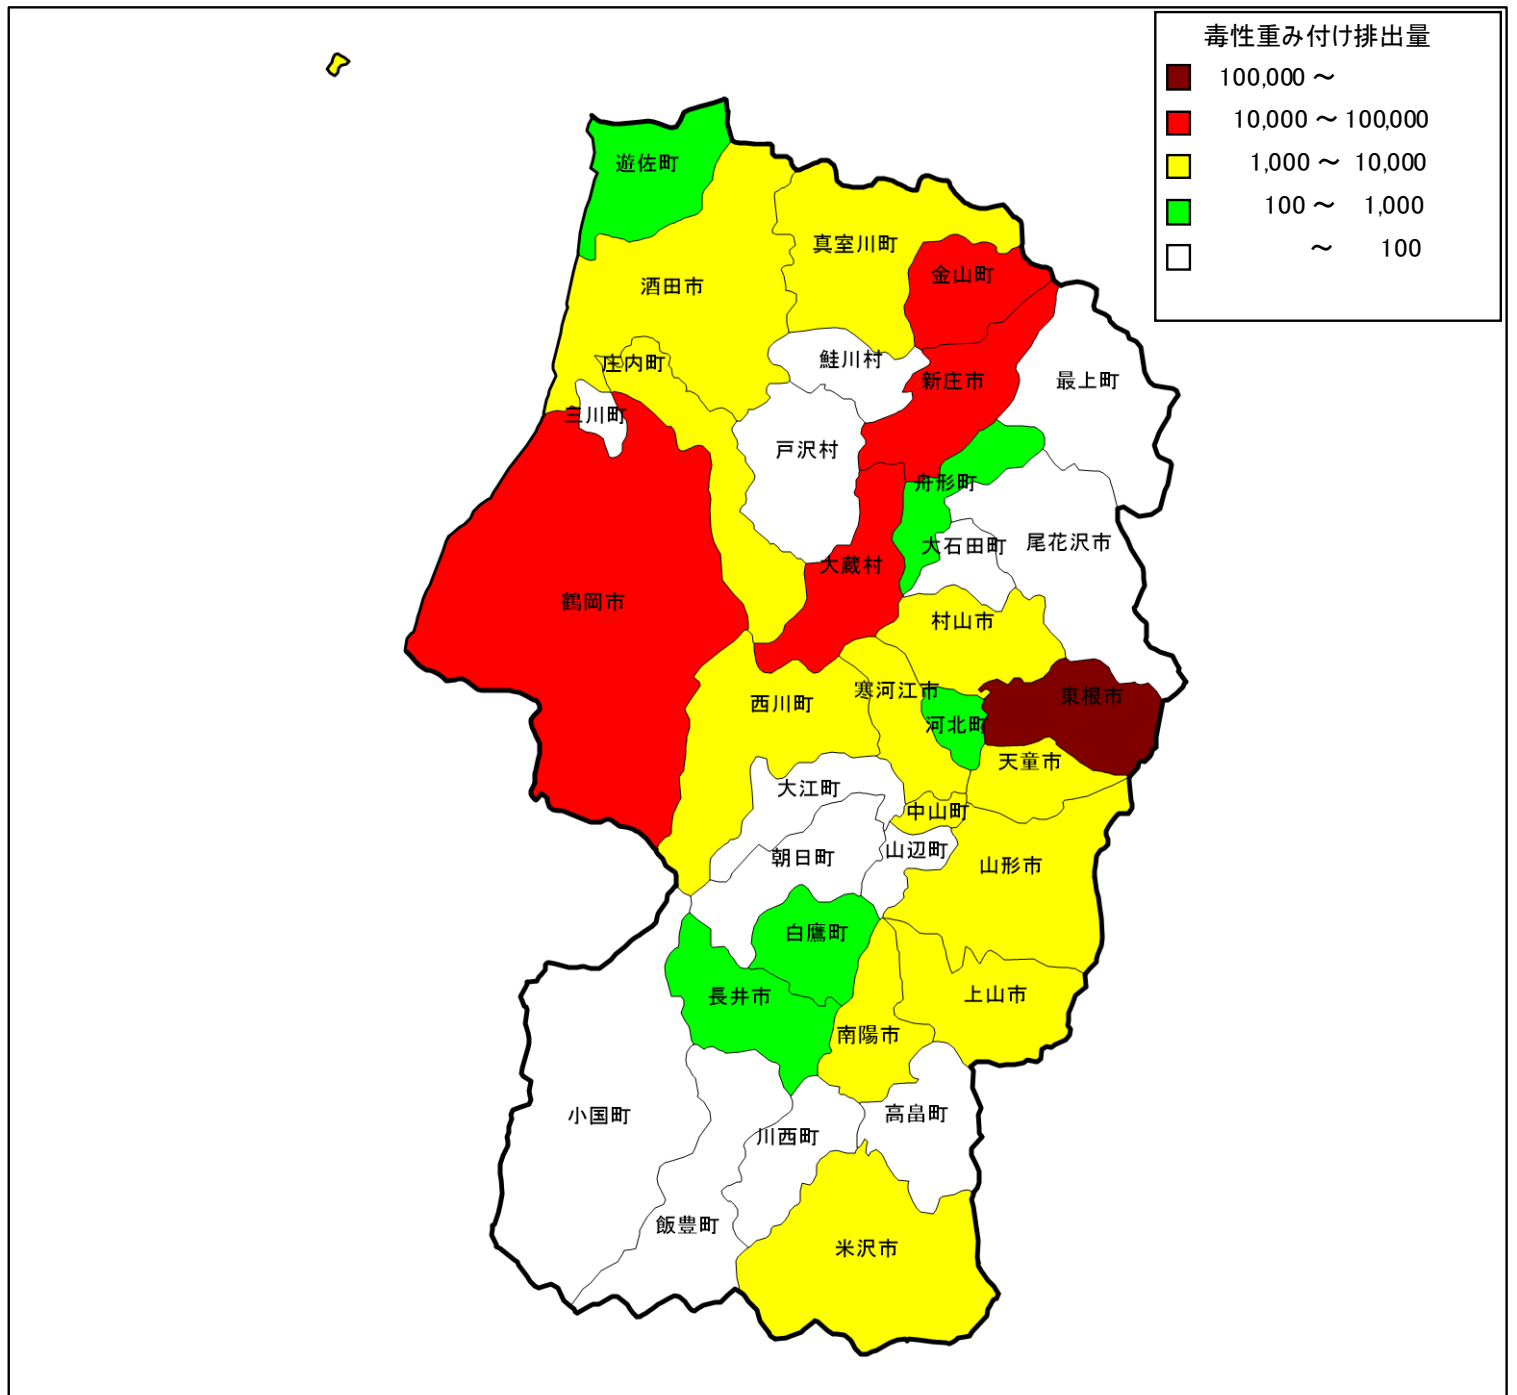 毒性重み付け排出量
100,000 ～
10,000 ～ 100,000
1,000 ～ 10,000
100 ～ 1,000
～ 100
遊佐町
真室川町
金山町
酒田市
鮭川村
庄内町
新庄市
最上町
三川町
戸沢村
舟形町
大石田町
尾花沢市
大蔵村
鶴岡市
村山市
寒河江市
東根市
西川町
河北町
天童市
大江町
中山町
山辺町
朝日町
山形市
白鷹町
長井市
上山市
南陽市
小国町
高畠町
川西町
飯豊町
米沢市